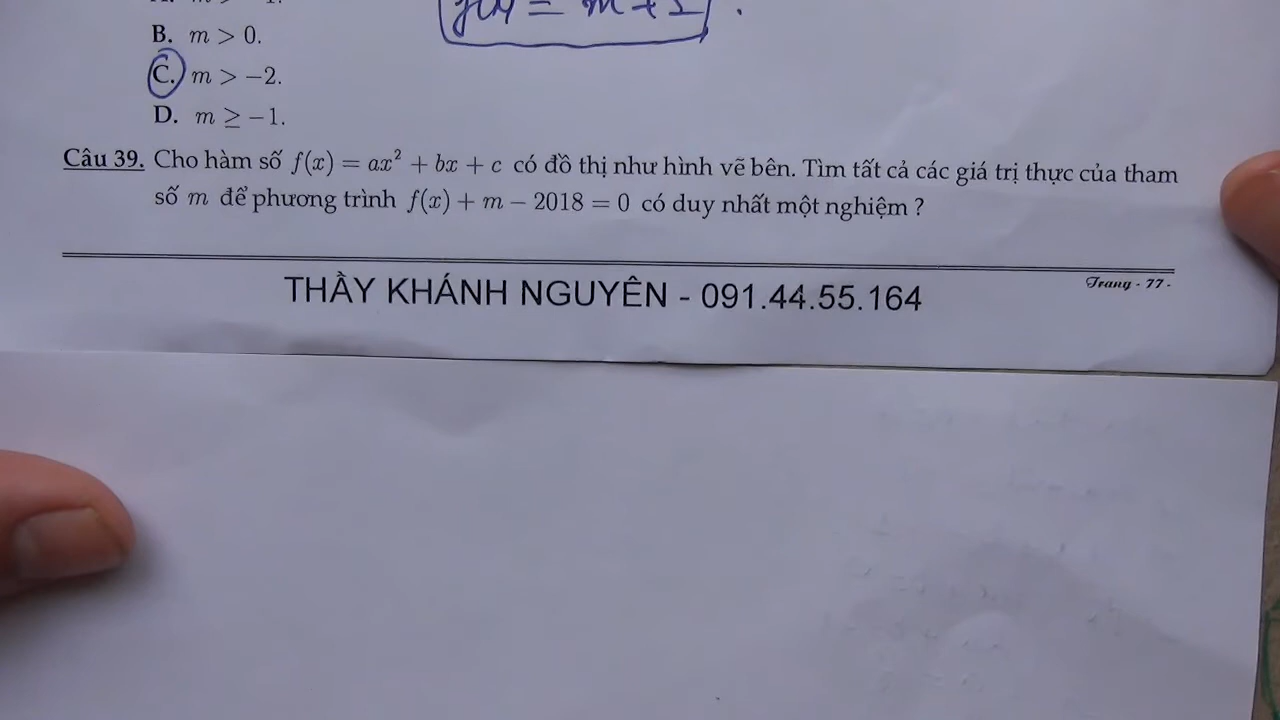 f(x) = m + 2
B. m > 0.
C. m > −2.
D. m ≥ −1.
Câu 39. Cho hàm số f(x) = ax² + bx + c có đồ thị như hình vẽ bên. Tìm tất cả các giá trị thực của tham
số m để phương trình f(x) + m − 2018 = 0 có duy nhất một nghiệm ?
THẦY KHÁNH NGUYÊN - 091.44.55.164
Trang - 77 -